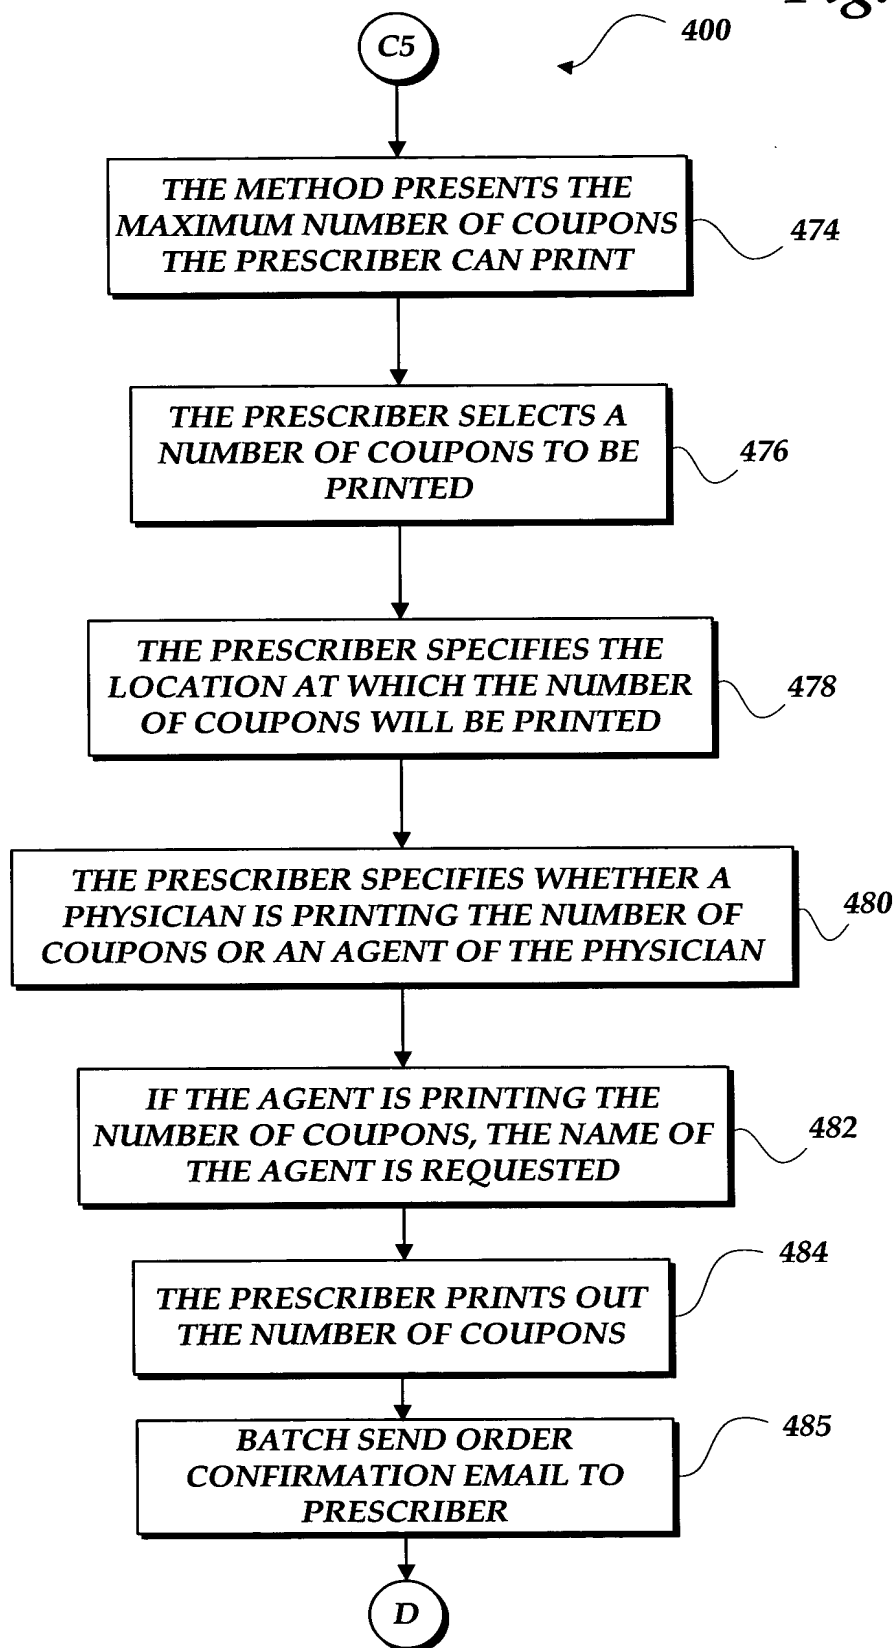 Fig.
C5
400
THE METHOD PRESENTS THE
MAXIMUM NUMBER OF COUPONS
THE PRESCRIBER CAN PRINT
474
THE PRESCRIBER SELECTS A
NUMBER OF COUPONS TO BE
PRINTED
476
THE PRESCRIBER SPECIFIES THE
LOCATION AT WHICH THE NUMBER
OF COUPONS WILL BE PRINTED
478
THE PRESCRIBER SPECIFIES WHETHER A
PHYSICIAN IS PRINTING THE NUMBER OF
COUPONS OR AN AGENT OF THE PHYSICIAN
480
IF THE AGENT IS PRINTING THE
NUMBER OF COUPONS, THE NAME OF
THE AGENT IS REQUESTED
482
THE PRESCRIBER PRINTS OUT
THE NUMBER OF COUPONS
484
BATCH SEND ORDER
CONFIRMATION EMAIL TO
PRESCRIBER
485
D